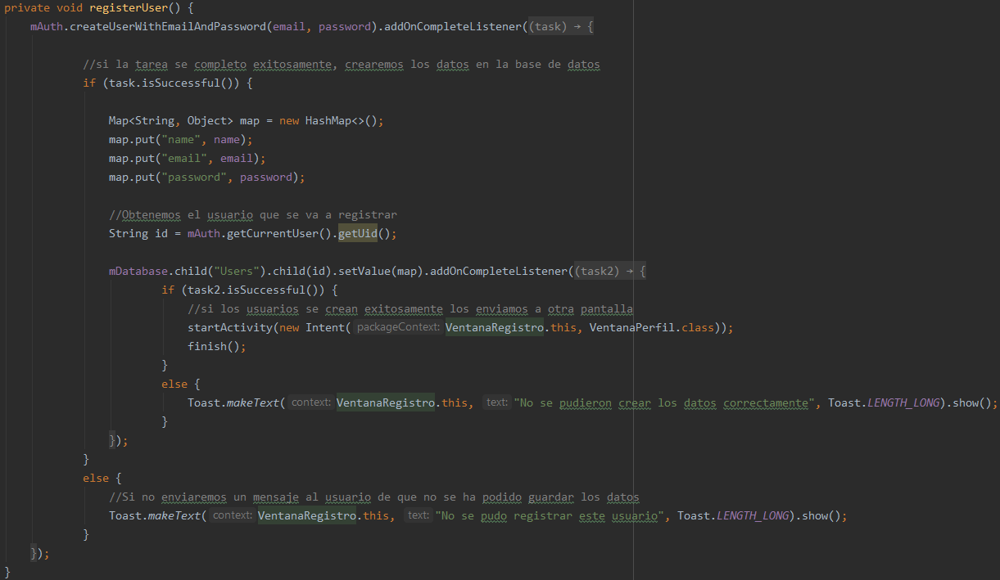 private void registerUser() {
mAuth.createUserWithEmailAndPassword(email, password).addOnCompleteListener((task) → {
//si la tarea se completo exitosamente, crearemos los datos en la base de datos
if (task.isSuccessful()) {
Map<String, Object> map = new HashMap<>();
map.put("name", name);
map.put("email", email);
map.put("password", password);
//Obtenemos el usuario que se va a registrar
String id = mAuth.getCurrentUser().getUid();
mDatabase.child("Users").child(id).setValue(map).addOnCompleteListener((task2) → {
if (task2.isSuccessful()) {
//si los usuarios se crean exitosamente los enviamos a otra pantalla
startActivity(new Intent( packageContext: VentanaRegistro.this, VentanaPerfil.class));
finish();
}
else {
Toast.makeText( context: VentanaRegistro.this, text: "No se pudieron crear los datos correctamente", Toast.LENGTH_LONG).show();
}
});
}
else {
//Si no enviaremos un mensaje al usuario de que no se ha podido guardar los datos
Toast.makeText( context: VentanaRegistro.this, text: "No se pudo registrar este usuario", Toast.LENGTH_LONG).show();
}
});
}